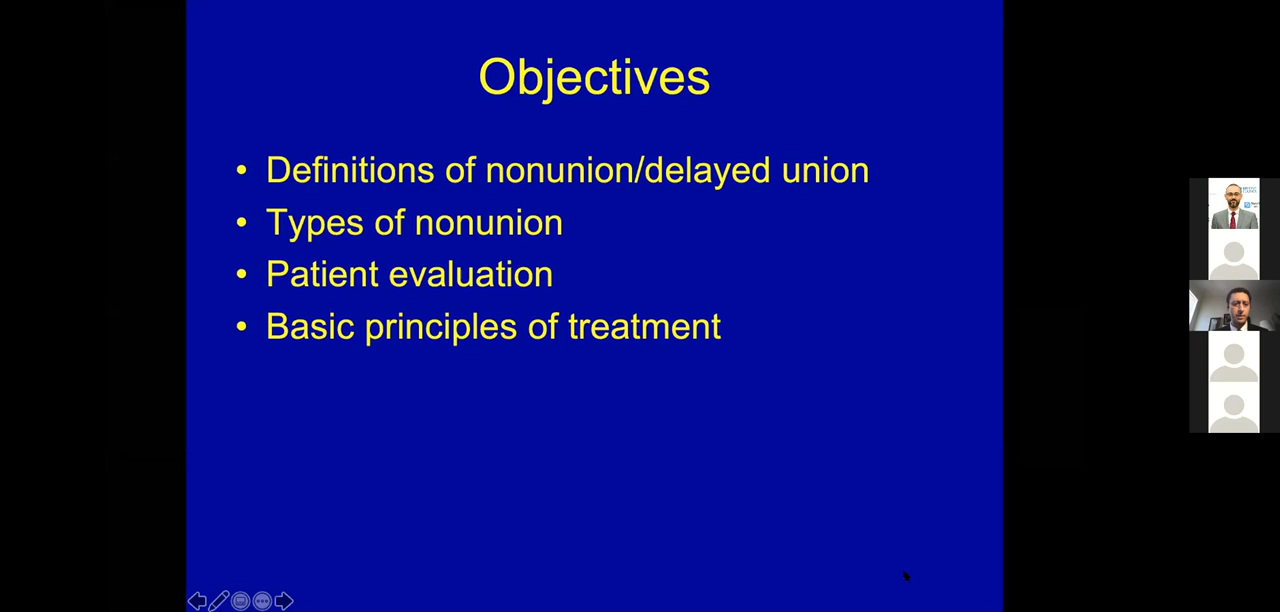 Objectives
• Definitions of nonunion/delayed union
• Types of nonunion
• Patient evaluation
• Basic principles of treatment